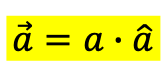 a⃗ = a · â